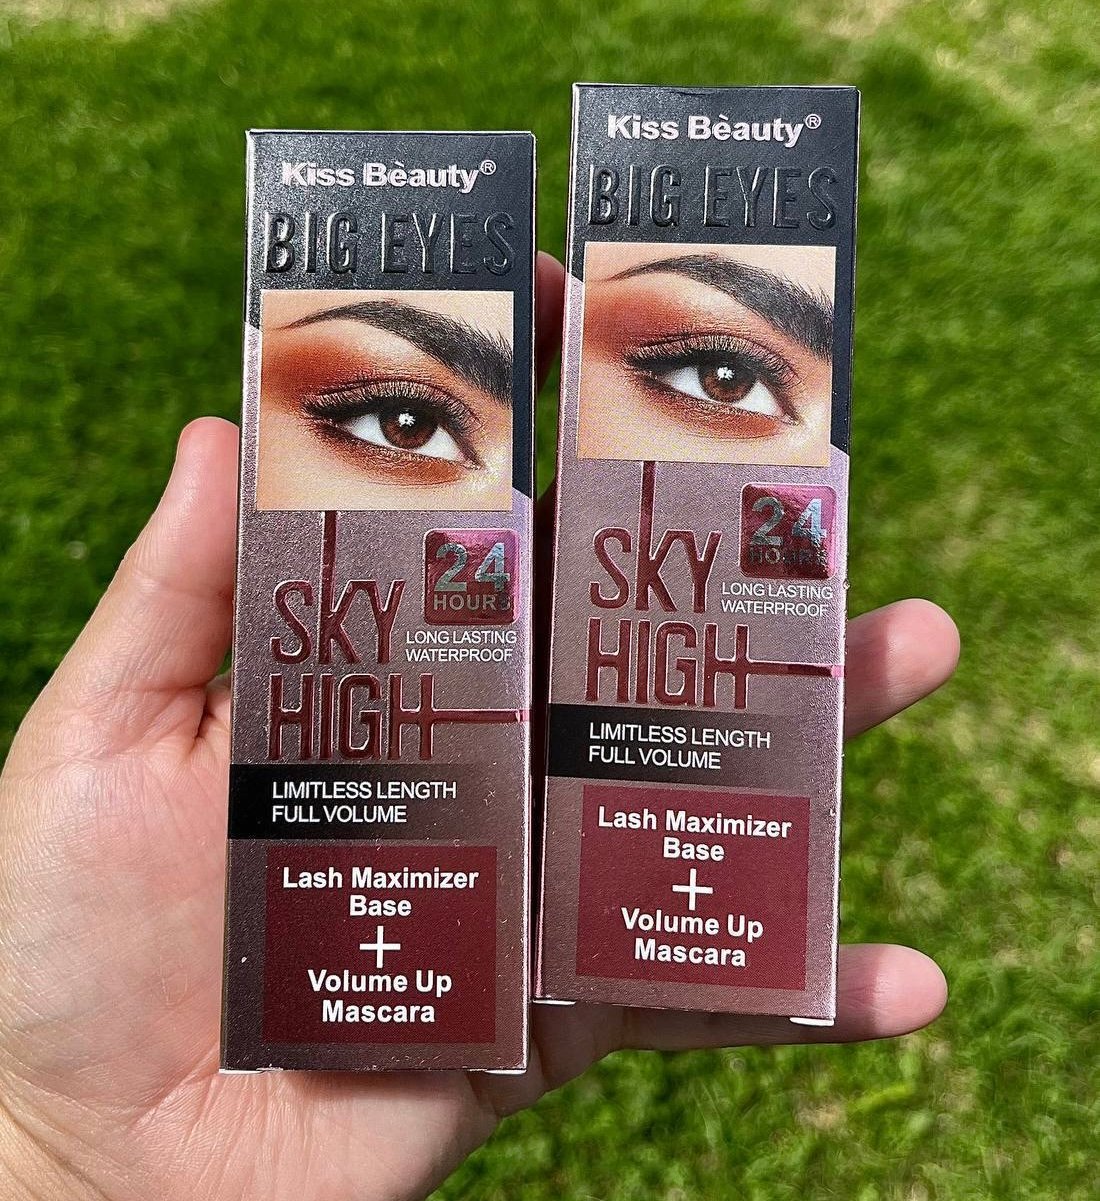 Kiss Bèauty®
BIG EYES
24
HOURS
SKY
HIGH
LONG LASTING
WATERPROOF
LIMITLESS LENGTH
FULL VOLUME
Lash Maximizer
Base
+
Volume Up
Mascara
Kiss Bèauty®
BIG EYES
24
HOURS
SKY
HIGH
LONG LASTING
WATERPROOF
LIMITLESS LENGTH
FULL VOLUME
Lash Maximizer
Base
+
Volume Up
Mascara